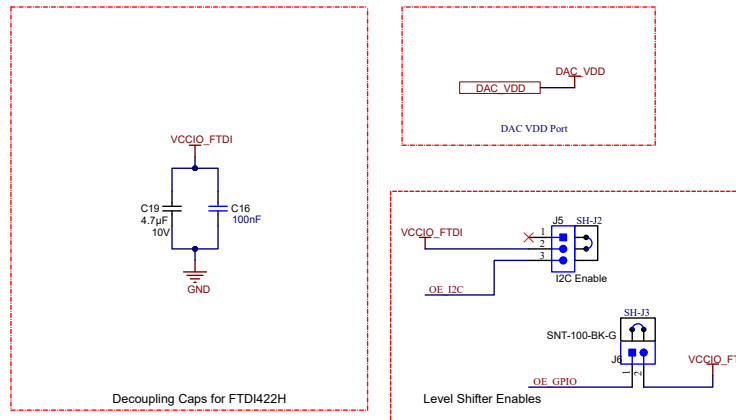 VCCIO_FTDI
C19
4.7µF
10V
C16
100nF
GND
Decoupling Caps for FTDI422H
DAC_VDD
DAC_VDD
DAC VDD Port
J5
SH-J2
VCCIO_FTDI
1
2
3
OE_I2C
I2C Enable
SH-J3
SNT-100-BK-G
J6
1
2
OE_GPIO
VCCIO_FT
Level Shifter Enables